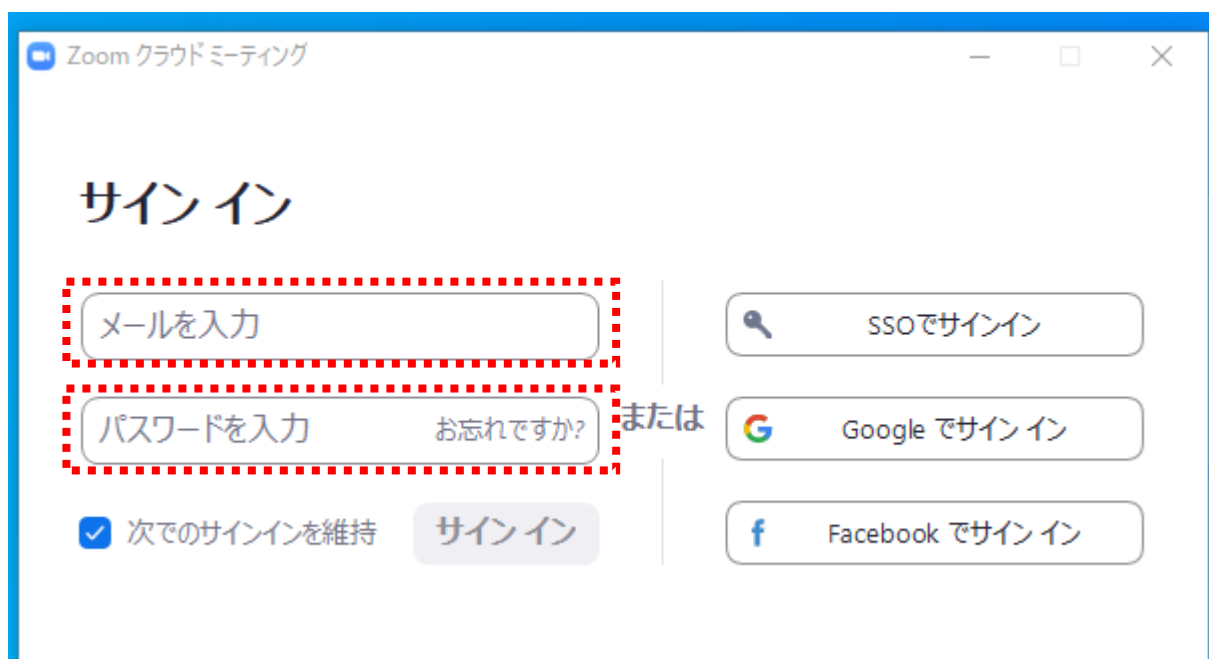 Zoom クラウド ミーティング
サイン イン
メールを入力
パスワードを入力 お忘れですか?
次でのサインインを維持 サイン イン
または
SSOでサインイン
Google でサイン イン
Facebook でサイン イン